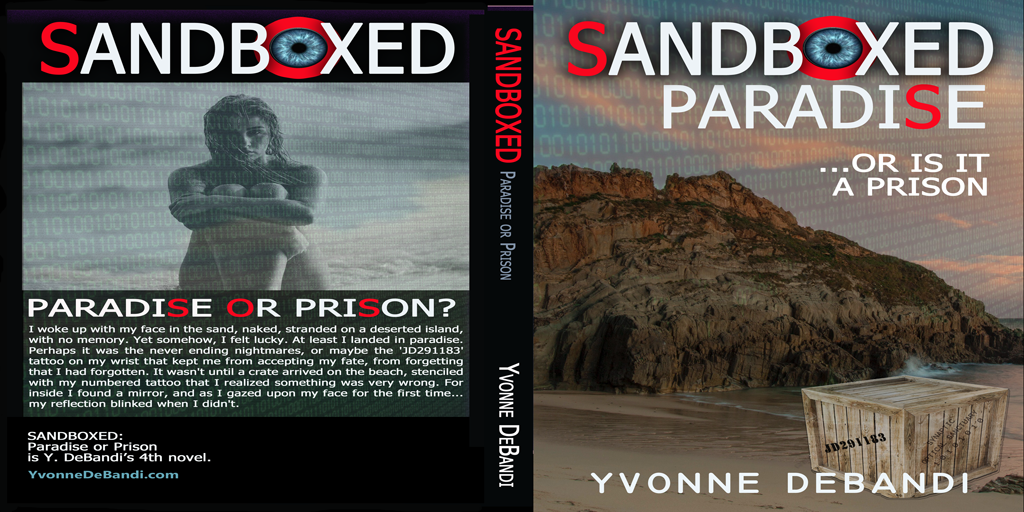 SANDBOXED
PARADISE OR PRISON?
I woke up with my face in the sand, naked, stranded on a deserted island,
with no memory. Yet somehow, I felt lucky. At least I landed in paradise.
Perhaps it was the never ending nightmares, or maybe the 'JD291183'
tattoo on my wrist that kept me from accepting my fate, from forgetting
that I had forgotten. It wasn't until a crate arrived on the beach, stenciled
with my numbered tattoo that I realized something was very wrong. For
inside I found a mirror, and as I gazed upon my face for the first time...
my reflection blinked when I didn't.
SANDBOXED:
Paradise or Prison
is Y. DeBandi's 4th novel.
YvonneDeBandi.com
SANDBOXED PARADISE OR PRISON
YVONNE DEBANDI
SANDBOXED
PARADISE
...OR IS IT
A PRISON
JD291183
YVONNE DEBANDI